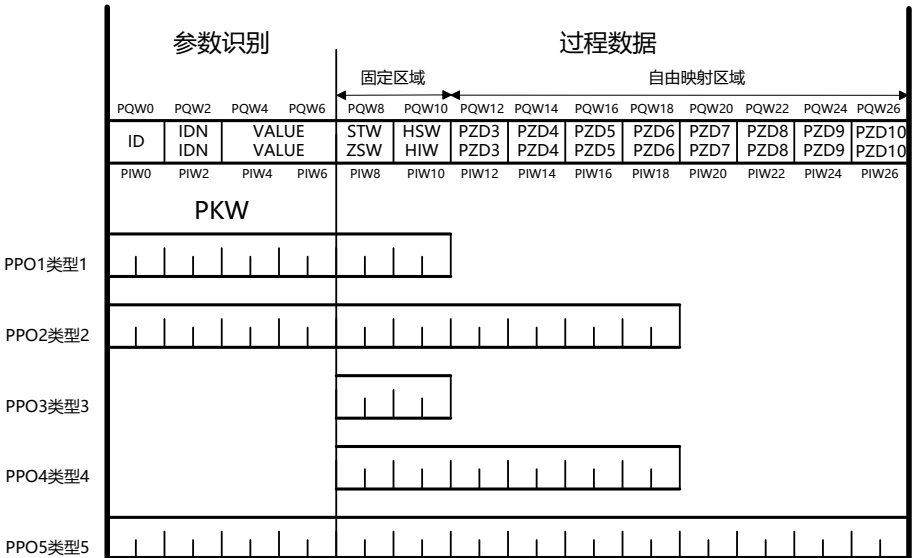 参数识别 过程数据
固定区域 自由映射区域
PQW0 PQW2 PQW4 PQW6 PQW8 PQW10 PQW12 PQW14 PQW16 PQW18 PQW20 PQW22 PQW24 PQW26
ID IDN VALUE STW HSW PZD3 PZD4 PZD5 PZD6 PZD7 PZD8 PZD9 PZD10
IDN VALUE ZSW HIW PZD3 PZD4 PZD5 PZD6 PZD7 PZD8 PZD9 PZD10
PIW0 PIW2 PIW4 PIW6 PIW8 PIW10 PIW12 PIW14 PIW16 PIW18 PIW20 PIW22 PIW24 PIW26
PKW
PPO1类型1
PPO2类型2
PPO3类型3
PPO4类型4
PPO5类型5